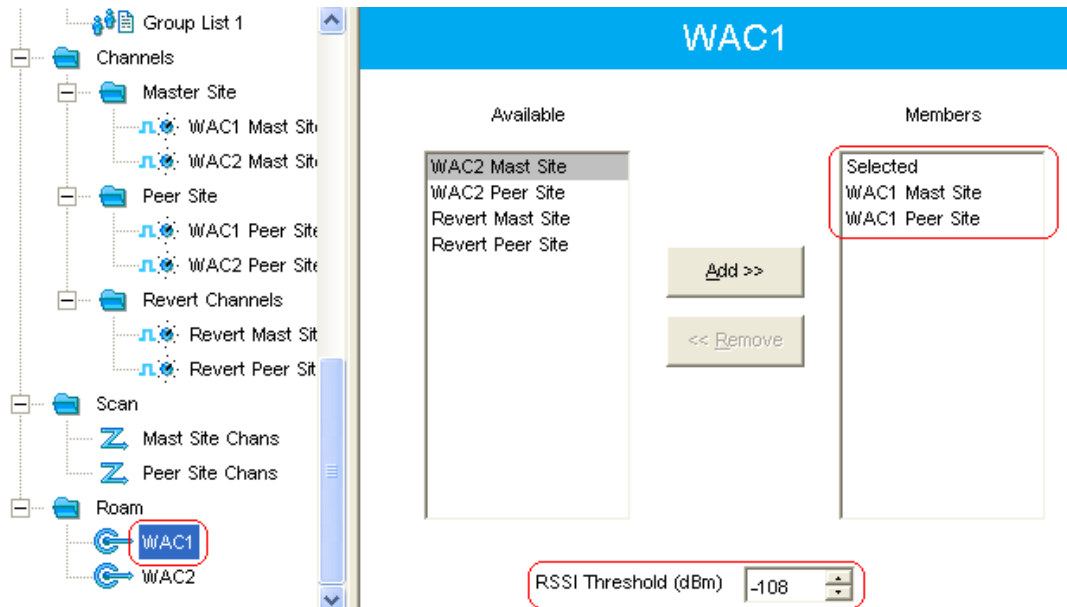 Group List 1
Channels
Master Site
WAC1 Mast Sit
WAC2 Mast Sit
Peer Site
WAC1 Peer Site
WAC2 Peer Site
Revert Channels
Revert Mast Sit
Revert Peer Sit
Scan
Mast Site Chans
Peer Site Chans
Roam
WAC1
WAC2
WAC1
Available
WAC2 Mast Site
WAC2 Peer Site
Revert Mast Site
Revert Peer Site
Add >>
<< Remove
Members
Selected
WAC1 Mast Site
WAC1 Peer Site
RSSI Threshold (dBm)
-108